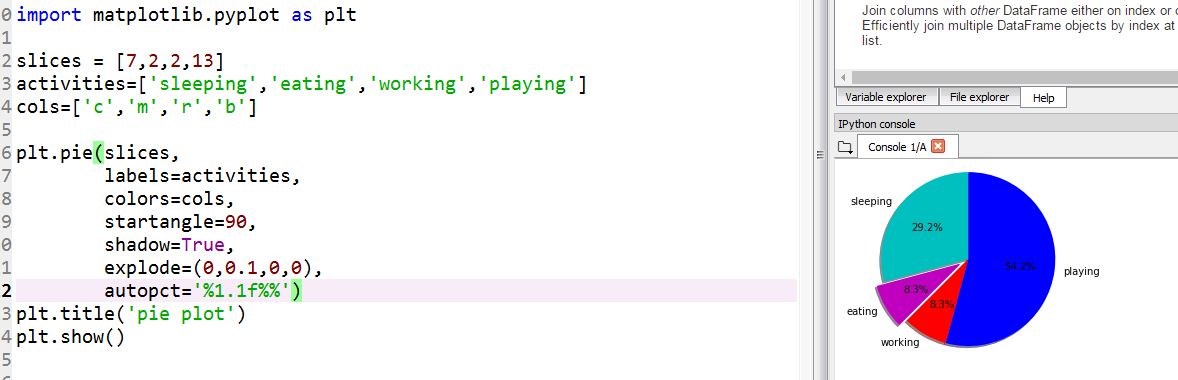 0 import matplotlib.pyplot as plt
1
2 slices = [7,2,2,13]
3 activities=['sleeping','eating','working','playing']
4 cols=['c','m','r','b']
5
6 plt.pie(slices,
7 labels=activities,
8 colors=cols,
9 startangle=90,
0 shadow=True,
1 explode=(0,0.1,0,0),
2 autopct='%1.1f%%')
3 plt.title('pie plot')
4 plt.show()
5
Join columns with other DataFrame either on index or
Efficiently join multiple DataFrame objects by index at
list.
Variable explorer File explorer Help
IPython console
Console 1/A
sleeping
29.2%
54.2%
playing
8.3%
eating
8.3%
working